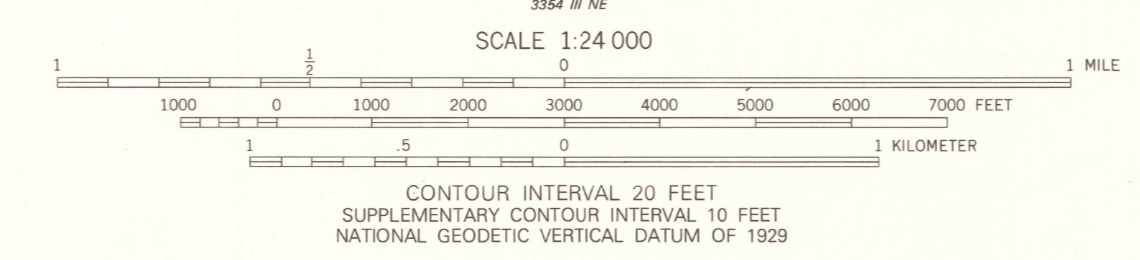 3354 III NE
SCALE 1:24 000
1 1/2 0 1 MILE
1000 0 1000 2000 3000 4000 5000 6000 7000 FEET
1 .5 0 1 KILOMETER
CONTOUR INTERVAL 20 FEET
SUPPLEMENTARY CONTOUR INTERVAL 10 FEET
NATIONAL GEODETIC VERTICAL DATUM OF 1929